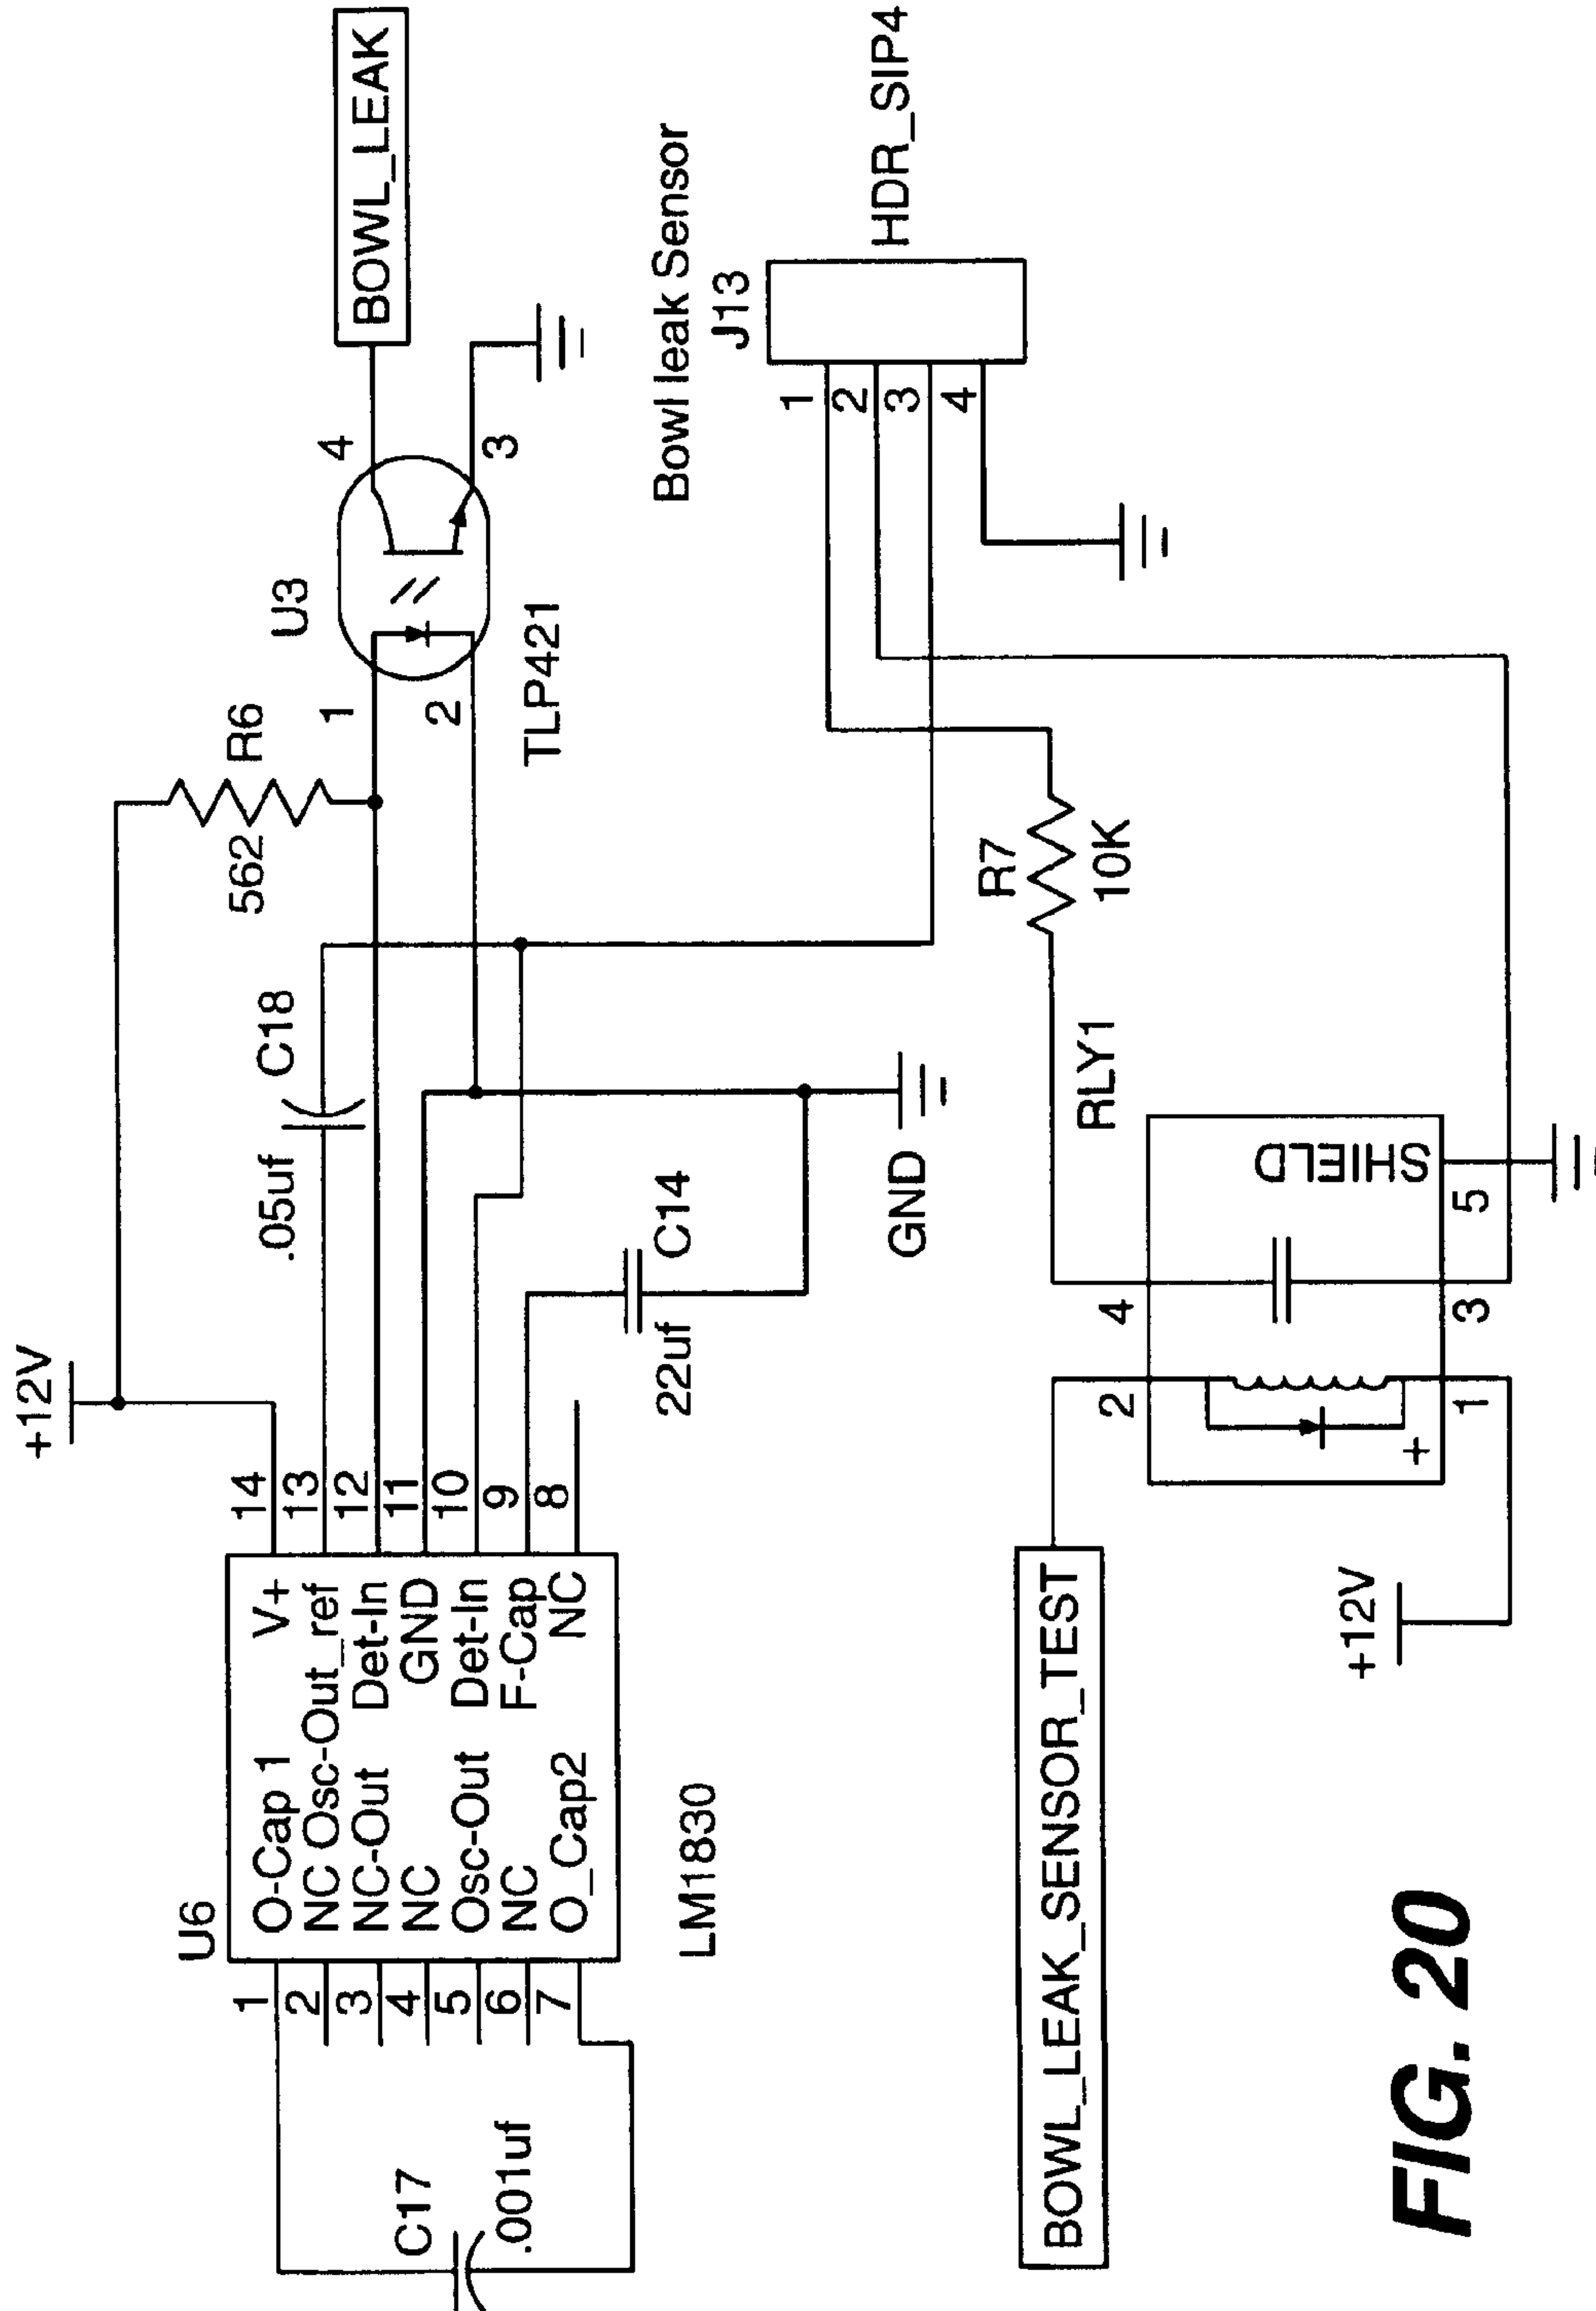 +12V
U6
O-Cap 1 V+
NC Osc-Out_ref
NC-Out Det-In
NC GND
Osc-Out Det-In
NC F-Cap
O_Cap2 NC
LM1830
1
2
3
4
5
6
7
14
13
12
11
10
9
8
C17
.001uf
.05uf
C18
562
R6
U3
1
2
4
3
TLP421
BOWL_LEAK
22uf
C14
GND
Bowl leak Sensor
J13
1
2
3
4
HDR_SIP4
R7
10K
RLY1
BOWL_LEAK_SENSOR_TEST
2
4
+
SHIELD
1
3
5
+12V
FIG. 20